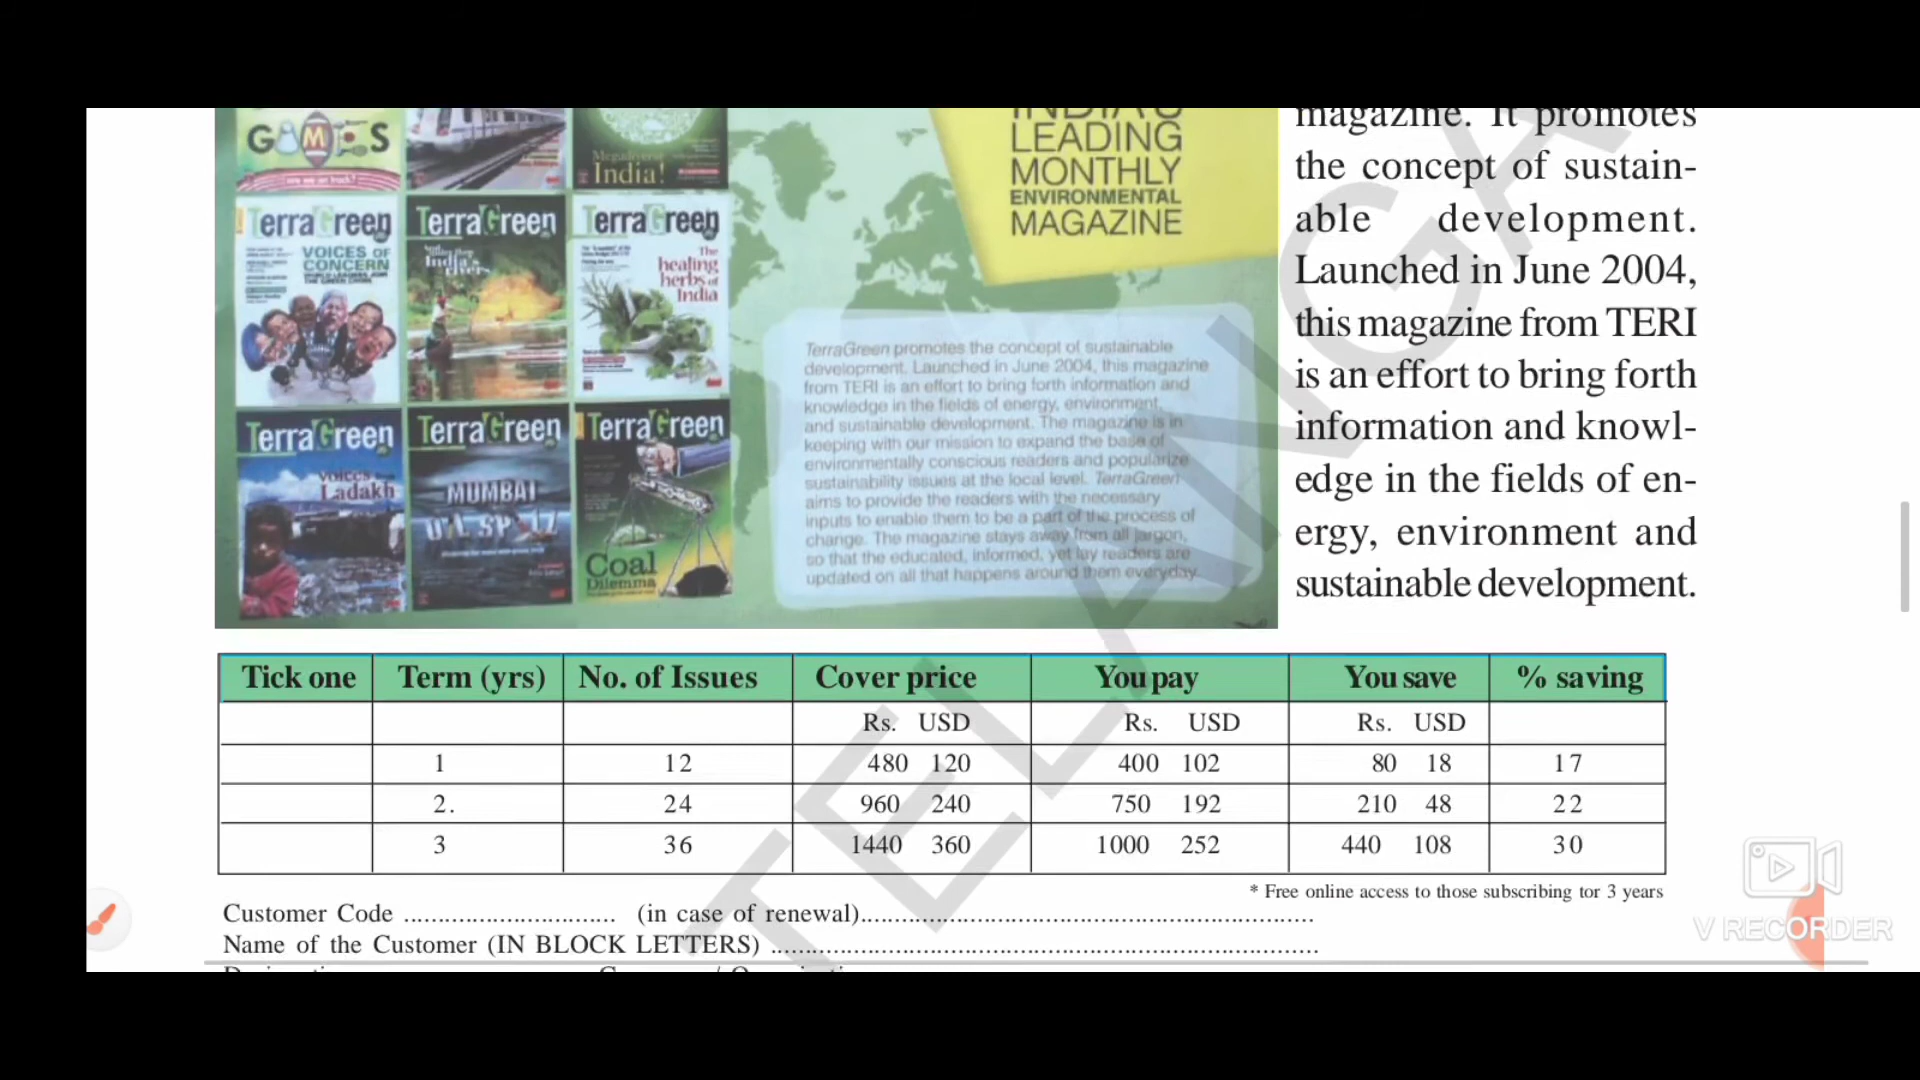 GAMES
Megadiverse
India!
INDIA'S
LEADING
MONTHLY
ENVIRONMENTAL
MAGAZINE
TerraGreen
VOICES OF
CONCERN
TerraGreen
India's
rivers
TerraGreen
The
healing
herbs of
India
TerraGreen
Ladakh
TerraGreen
MUMBAI
OIL SPILL
TerraGreen
Coal
Dilemma
TerraGreen promotes the concept of sustainable
development. Launched in June 2004, this magazine
from TERI is an effort to bring forth information and
knowledge in the fields of energy, environment,
and sustainable development. The magazine is in
keeping with our mission to expand the base of
environmentally conscious readers and popularize
sustainability issues at the local level. TerraGreen
aims to provide the readers with the necessary
inputs to enable them to be a part of the process of
change. The magazine stays away from all jargon,
so that the educated, informed, yet lay readers are
updated on all that happens around them everyday.
magazine. It promotes
the concept of sustain-
able development.
Launched in June 2004,
this magazine from TERI
is an effort to bring forth
information and knowl-
edge in the fields of en-
ergy, environment and
sustainable development.
Tick one Term (yrs) No. of Issues Cover price You pay You save % saving
Rs. USD Rs. USD Rs. USD
1 12 480 120 400 102 80 18 17
2. 24 960 240 750 192 210 48 22
3 36 1440 360 1000 252 440 108 30
* Free online access to those subscribing tor 3 years
Customer Code ............................... (in case of renewal)..................................................................
Name of the Customer (IN BLOCK LETTERS) ................................................................................
TELANGA
V RECORDER